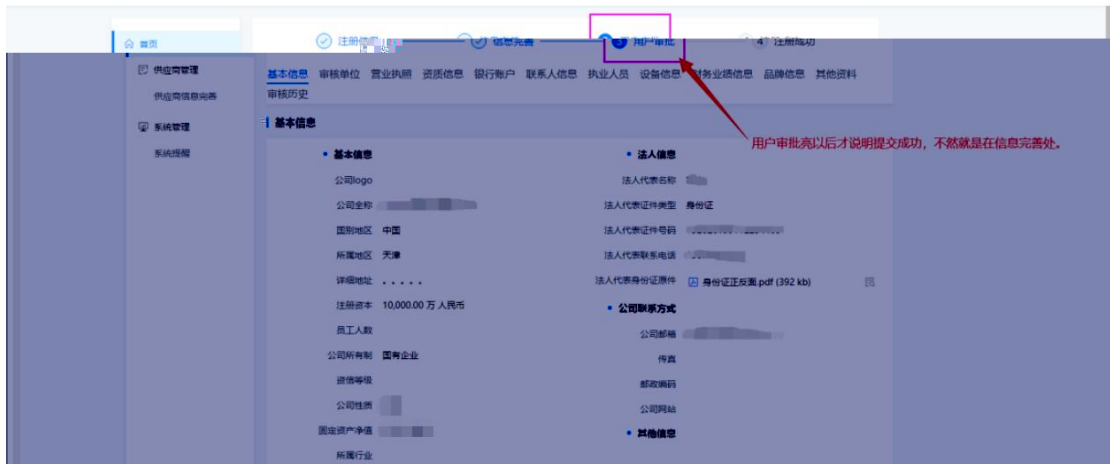 首页
供应商管理
供应商信息完善
系统管理
系统提醒
注册
信息完善
3 用户审批
4 注册成功
基本信息 审核单位 营业执照 资质信息 银行账户 联系人信息 执业人员 设备信息 财务业绩信息 品牌信息 其他资料
审核历史
基本信息
用户审批亮以后才说明提交成功，不然就是在信息完善处。
• 基本信息
公司logo
公司全称
国别地区 中国
所属地区 天津
详细地址
注册资本 10,000.00 万 人民币
员工人数
公司所有制 国有企业
资信等级
公司性质
固定资产净值
所属行业
• 法人信息
法人代表名称
法人代表证件类型 身份证
法人代表证件号码
法人代表联系电话
法人代表身份证原件 身份证正反面.pdf (392 kb)
• 公司联系方式
公司邮箱
传真
邮政编码
公司网站
• 其他信息